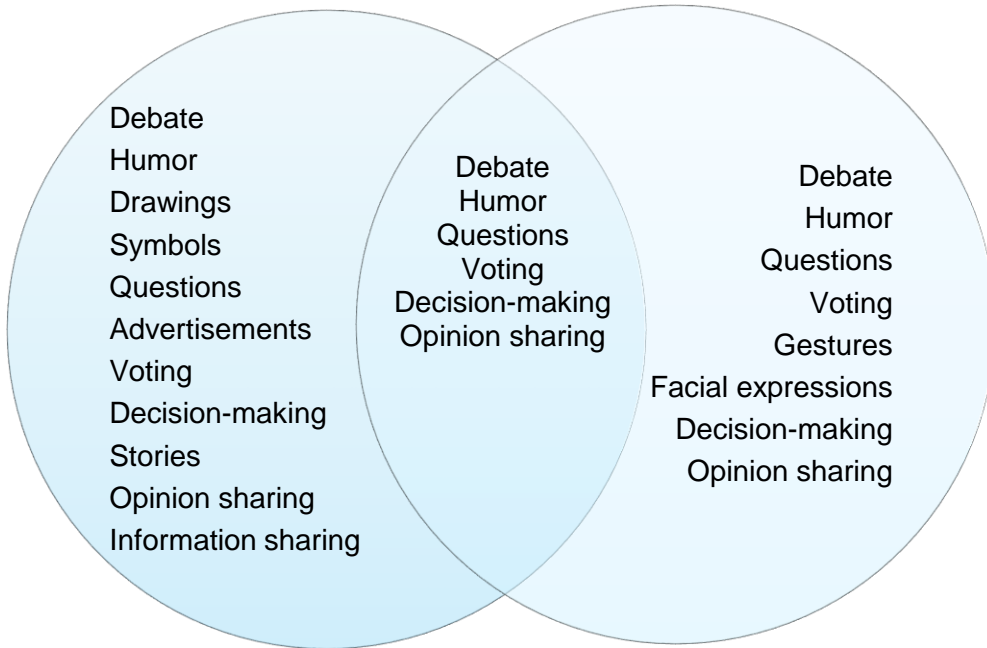 Debate
Humor
Drawings
Symbols
Questions
Advertisements
Voting
Decision-making
Stories
Opinion sharing
Information sharing
Debate
Humor
Questions
Voting
Decision-making
Opinion sharing
Debate
Humor
Questions
Voting
Gestures
Facial expressions
Decision-making
Opinion sharing